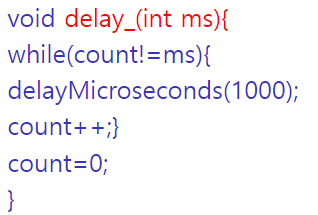 void delay_(int ms){
while(count!=ms){
delayMicroseconds(1000);
count++;}
count=0;
}